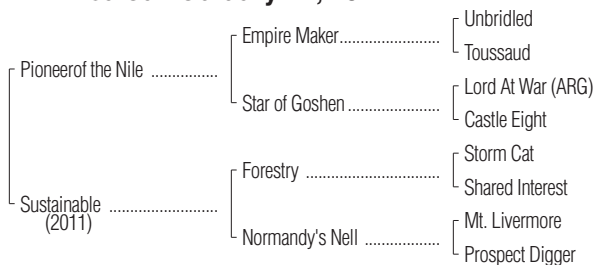 Unbridled
Empire Maker
Toussaud
Pioneerof the Nile
Lord At War (ARG)
Star of Goshen
Castle Eight
Storm Cat
Forestry
Shared Interest
Sustainable
(2011)
Mt. Livermore
Normandy's Nell
Prospect Digger